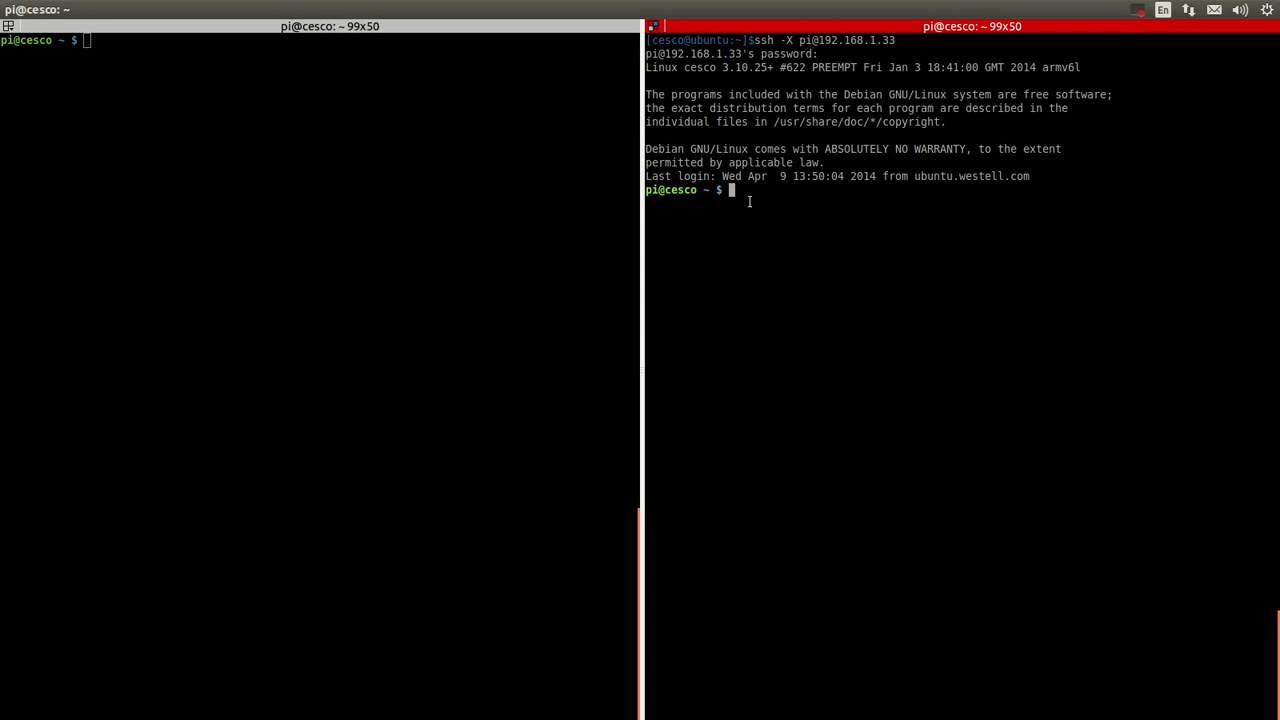 pi@cesco: ~
En
pi@cesco: ~ 99x50
pi@cesco ~ $
pi@cesco: ~ 99x50
[cesco@ubuntu:~]$ssh -X pi@192.168.1.33
pi@192.168.1.33's password:
Linux cesco 3.10.25+ #622 PREEMPT Fri Jan 3 18:41:00 GMT 2014 armv6l
The programs included with the Debian GNU/Linux system are free software;
the exact distribution terms for each program are described in the
individual files in /usr/share/doc/*/copyright.
Debian GNU/Linux comes with ABSOLUTELY NO WARRANTY, to the extent
permitted by applicable law.
Last login: Wed Apr  9 13:50:04 2014 from ubuntu.westell.com
pi@cesco ~ $